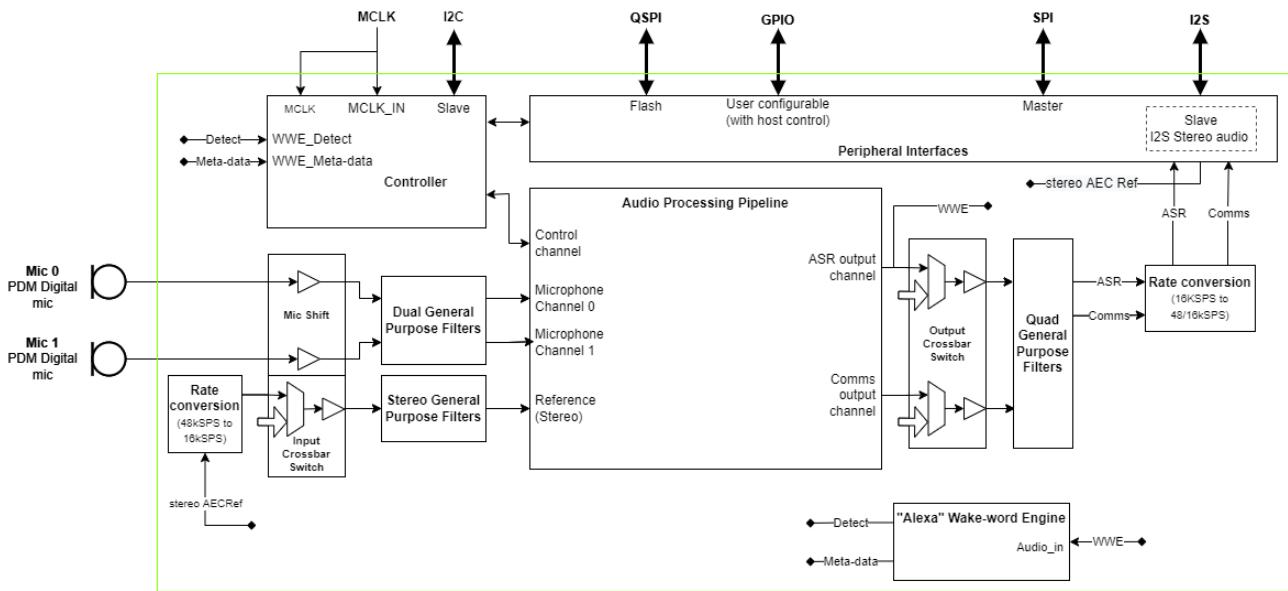 MCLK
I2C
QSPI
GPIO
SPI
I2S
MCLK
MCLK_IN
Slave
Flash
User configurable
(with host control)
Master
Slave
I2S Stereo audio
Peripheral Interfaces
Detect
WWE_Detect
Meta-data
WWE_Meta-data
Controller
stereo AEC Ref
Audio Processing Pipeline
WWE
ASR
Comms
Control
channel
ASR output
channel
Mic 0
PDM Digital
mic
Mic Shift
Dual General
Purpose Filters
Microphone
Channel 0
Microphone
Channel 1
Mic 1
PDM Digital
mic
Output
Crossbar
Switch
Quad
General
Purpose
Filters
ASR
Comms
Rate conversion
(16KSPS to
48/16kSPS)
Rate
conversion
(48kSPS to
16kSPS)
Input
Crossbar
Switch
Stereo General
Purpose Filters
Reference
(Stereo)
Comms
output
channel
stereo AECRef
"Alexa" Wake-word Engine
Detect
Meta-data
Audio_in
WWE